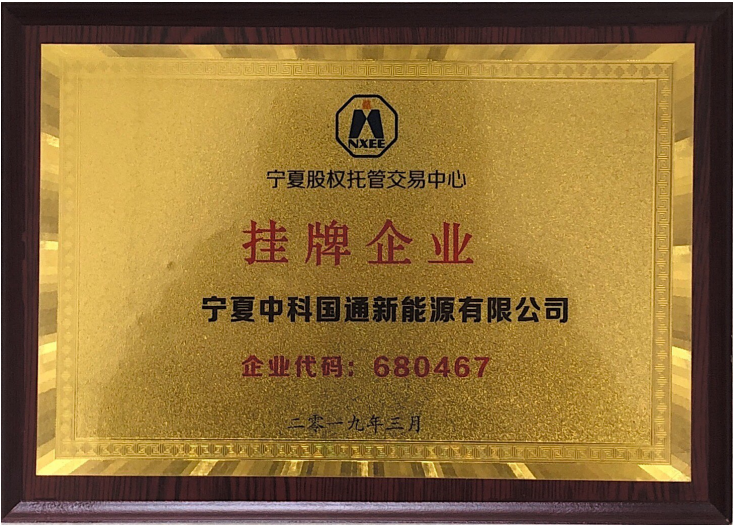 NXEE
宁夏股权托管交易中心
挂牌企业
宁夏中科国通新能源有限公司
企业代码：680467
二零一九年三月